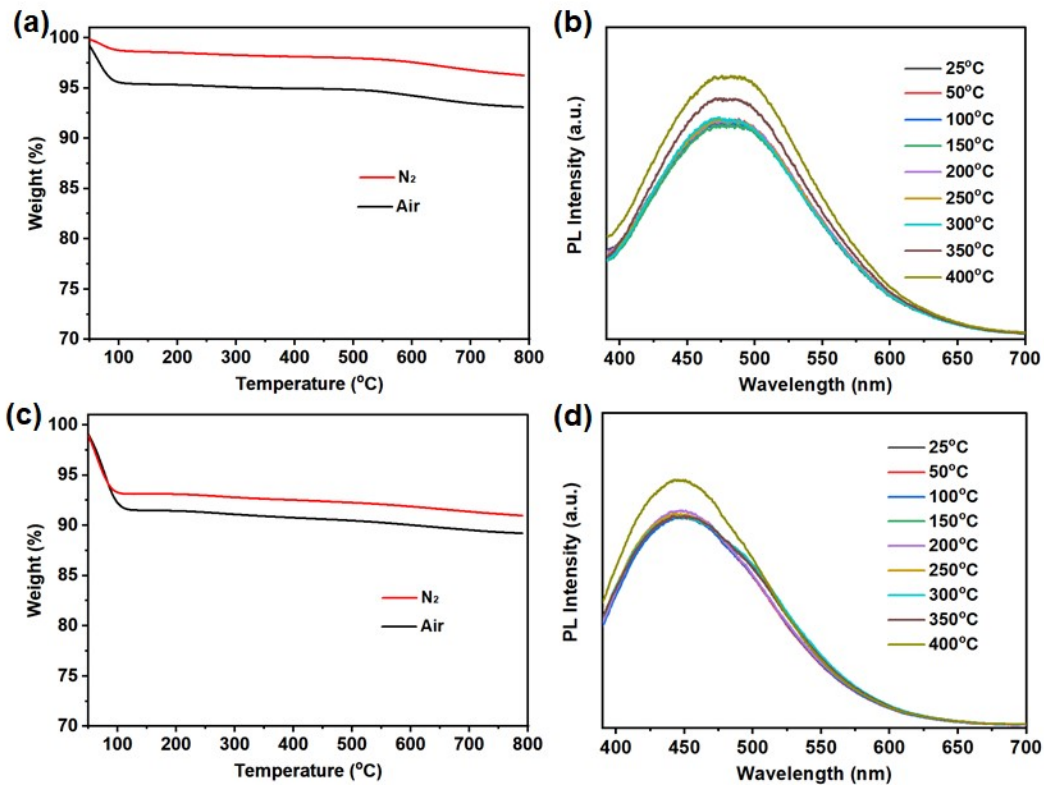 (a)
100
95
90
85
80
75
70
Weight (%)
N₂
Air
100 200 300 400 500 600 700 800
Temperature (°C)
(b)
PL Intensity (a.u.)
25°C
50°C
100°C
150°C
200°C
250°C
300°C
350°C
400°C
400 450 500 550 600 650 700
Wavelength (nm)
(c)
100
95
90
85
80
75
70
Weight (%)
N₂
Air
100 200 300 400 500 600 700 800
Temperature (°C)
(d)
PL Intensity (a.u.)
25°C
50°C
100°C
150°C
200°C
250°C
300°C
350°C
400°C
400 450 500 550 600 650 700
Wavelength (nm)